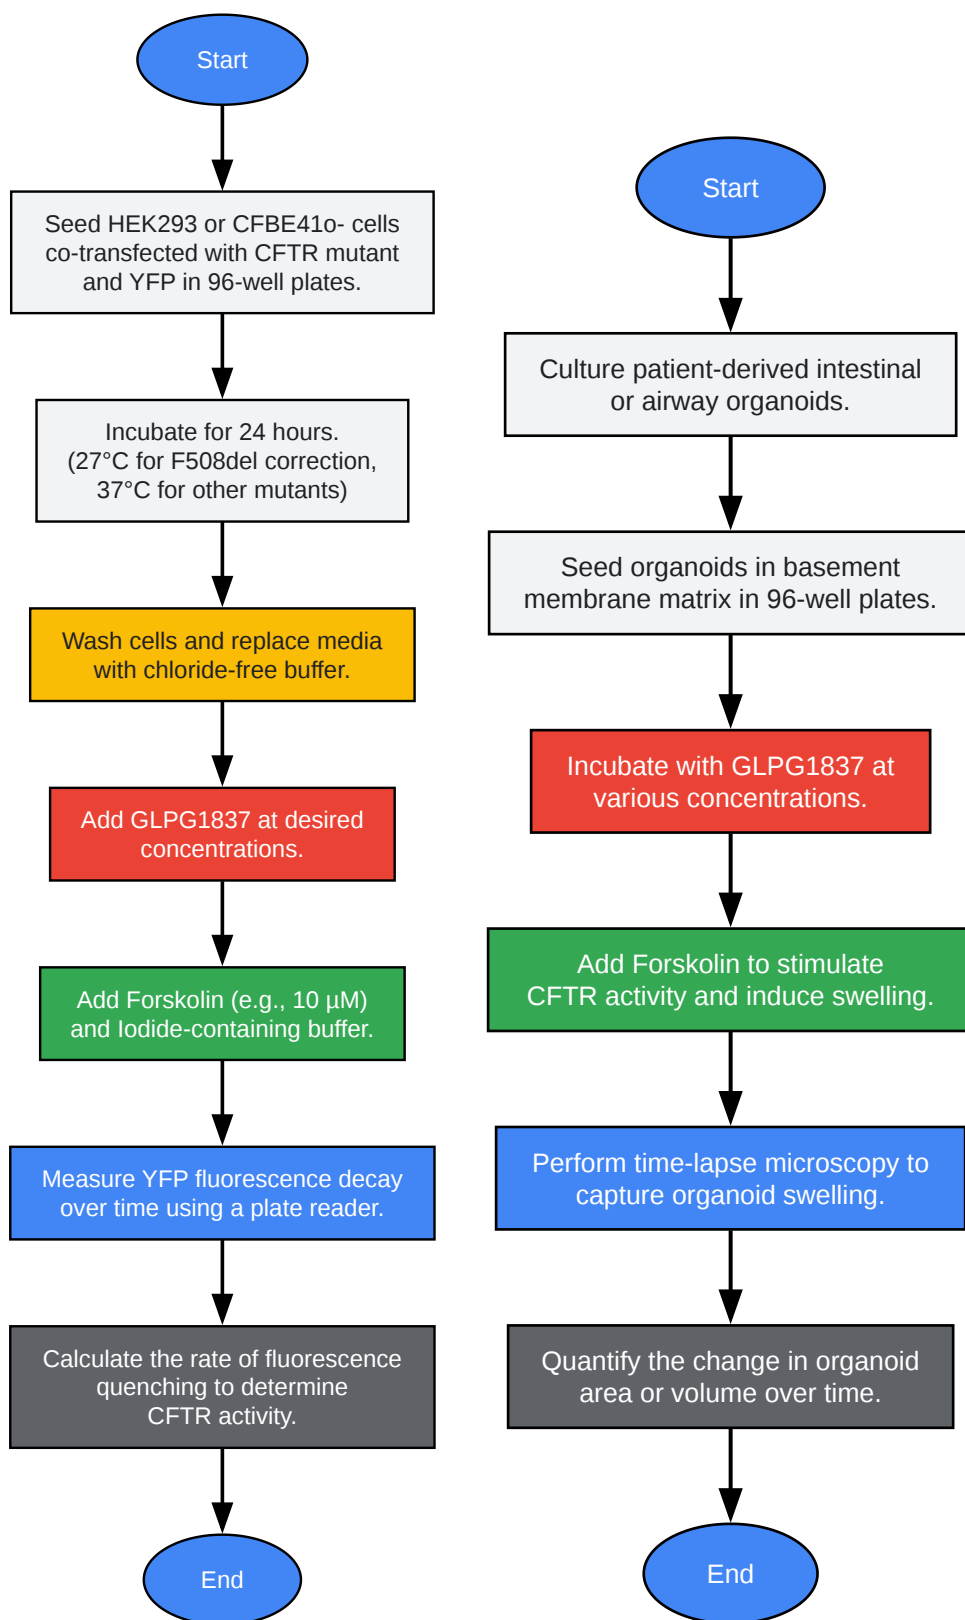 Start
Seed HEK293 or CFBE41o- cells
co-transfected with CFTR mutant
and YFP in 96-well plates.
Incubate for 24 hours.
(27°C for F508del correction,
37°C for other mutants)
Wash cells and replace media
with chloride-free buffer.
Add GLPG1837 at desired
concentrations.
Add Forskolin (e.g., 10 µM)
and Iodide-containing buffer.
Measure YFP fluorescence decay
over time using a plate reader.
Calculate the rate of fluorescence
quenching to determine
CFTR activity.
End
Start
Culture patient-derived intestinal
or airway organoids.
Seed organoids in basement
membrane matrix in 96-well plates.
Incubate with GLPG1837 at
various concentrations.
Add Forskolin to stimulate
CFTR activity and induce swelling.
Perform time-lapse microscopy to
capture organoid swelling.
Quantify the change in organoid
area or volume over time.
End